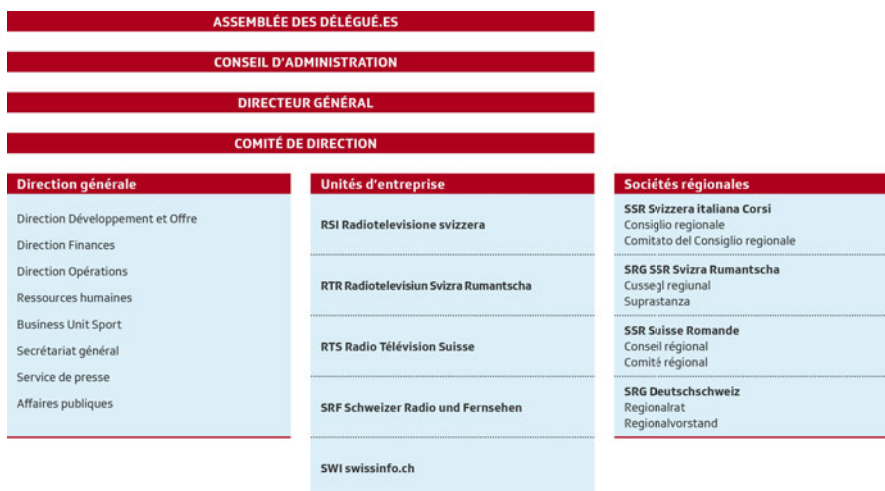 ASSEMBLÉE DES DÉLÉGUÉ.ES
CONSEIL D'ADMINISTRATION
DIRECTEUR GÉNÉRAL
COMITÉ DE DIRECTION
Direction générale
Direction Développement et Offre
Direction Finances
Direction Opérations
Ressources humaines
Business Unit Sport
Secrétariat général
Service de presse
Affaires publiques
Unités d'entreprise
RSI Radiotelevisione svizzera
RTR Radiotelevisiun Svizra Rumantscha
RTS Radio Télévision Suisse
SRF Schweizer Radio und Fernsehen
SWI swissinfo.ch
Sociétés régionales
SSR Svizzera italiana Corsi
Consiglio regionale
Comitato del Consiglio regionale
SRG SSR Svizra Rumantscha
Cussegl regiunal
Suprastanza
SSR Suisse Romande
Conseil régional
Comité régional
SRG Deutschschweiz
Regionalrat
Regionalvorstand